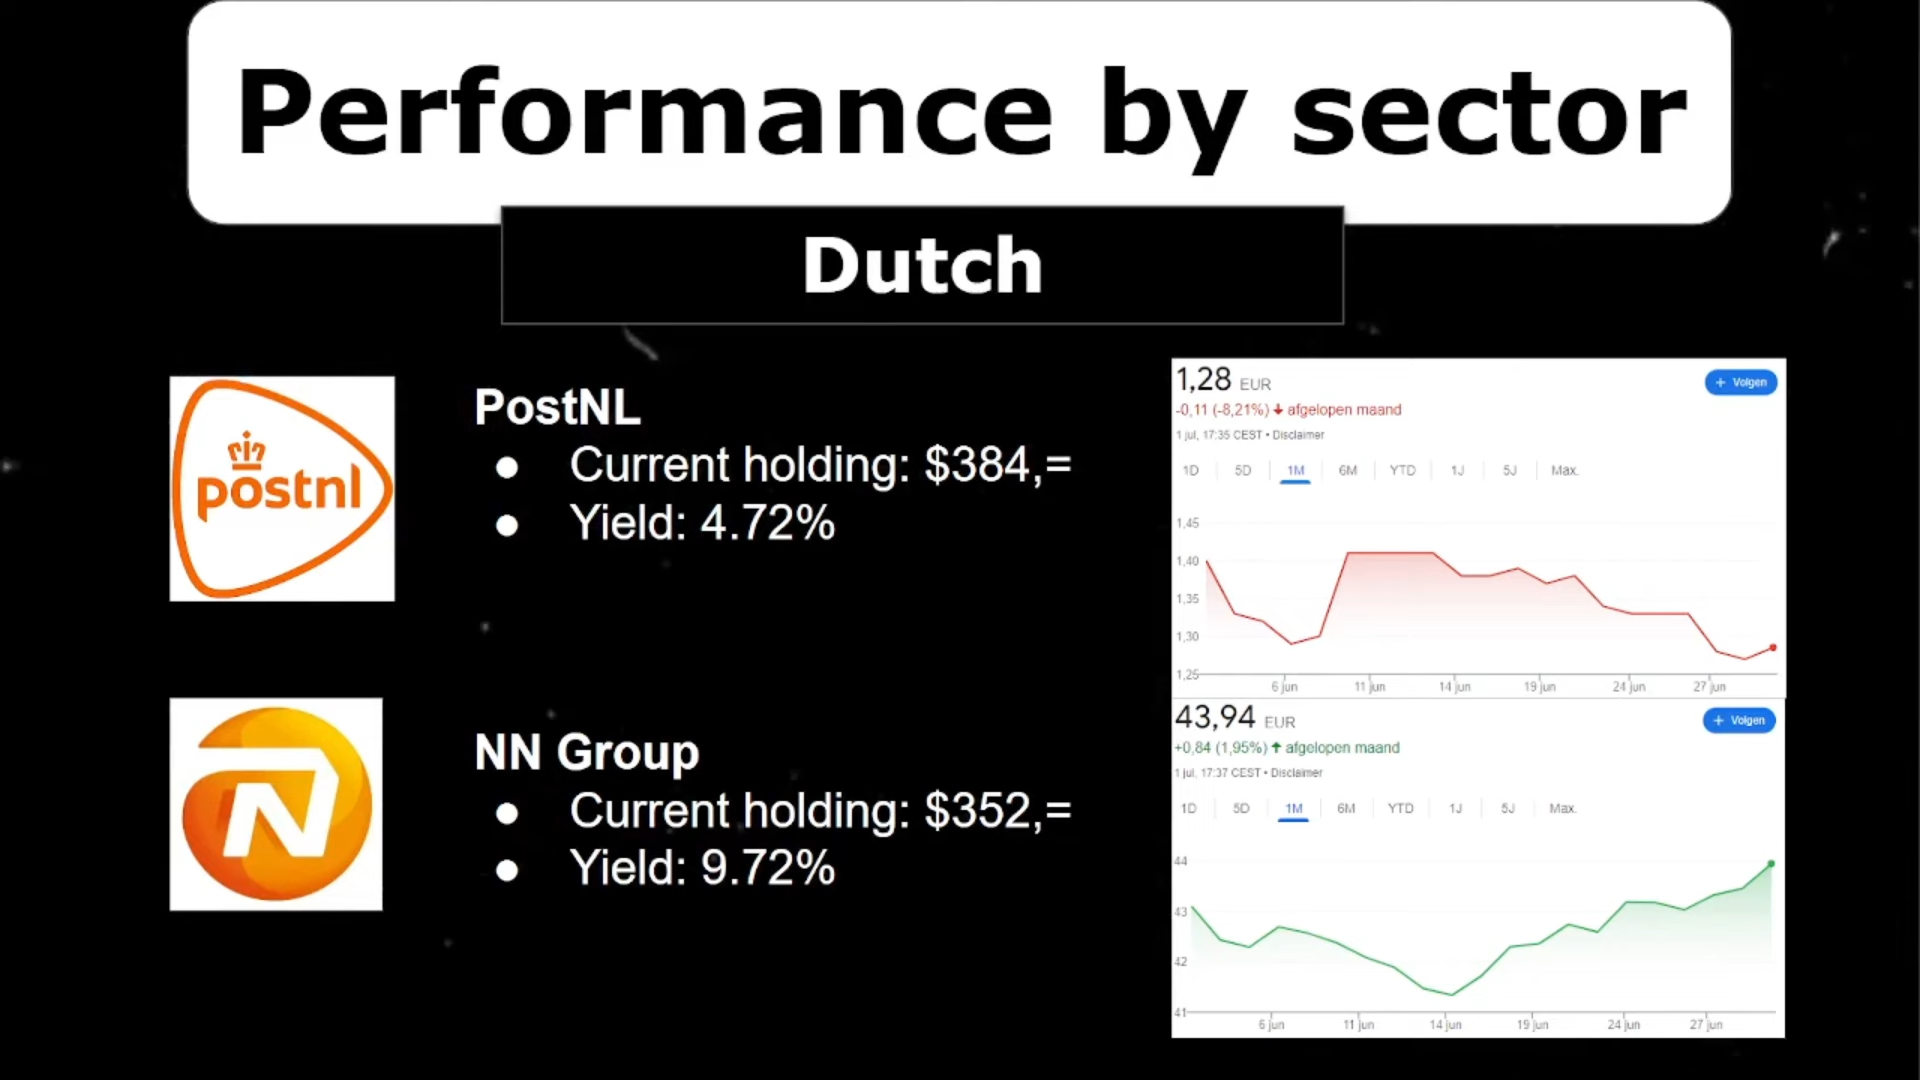 Performance by sector
Dutch
postnl
PostNL
● Current holding: $384,=
● Yield: 4.72%
1,28 EUR
+ Volgen
-0,11 (-8,21%) ↓ afgelopen maand
1 jul, 17:35 CEST • Disclaimer
1D 5D 1M 6M YTD 1J 5J Max.
1,45
1,40
1,35
1,30
1,25
6 jun 11 jun 14 jun 19 jun 24 jun 27 jun
N
NN Group
● Current holding: $352,=
● Yield: 9.72%
43,94 EUR
+ Volgen
+0,84 (1,95%) ↑ afgelopen maand
1 jul, 17:37 CEST • Disclaimer
1D 5D 1M 6M YTD 1J 5J Max.
44
43
42
41
6 jun 11 jun 14 jun 19 jun 24 jun 27 jun